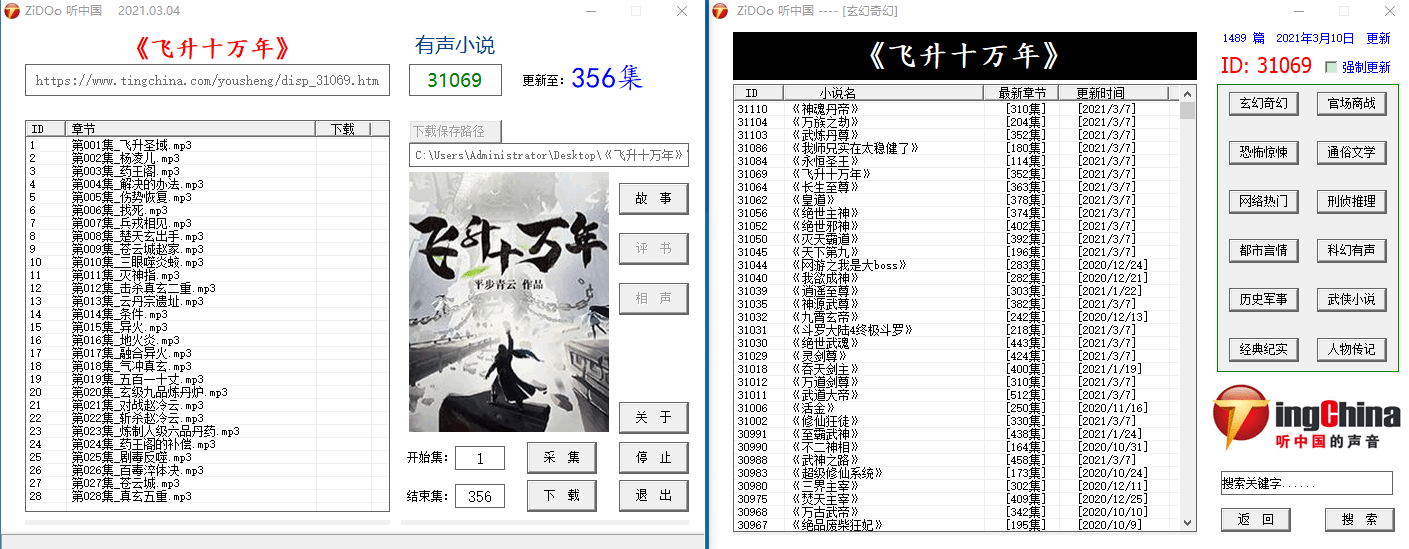 ZiDOo 听中国 2021.03.04
《飞升十万年》
https://www.tingchina.com/yousheng/disp_31069.htm
有声小说
31069 更新至：356集
下载保存路径
C:\Users\Administrator\Desktop\《飞升十万年》
ID 章节 下载
1 第001集_飞升圣域.mp3
2 第002集_杨凌儿.mp3
3 第003集_药王阁.mp3
4 第004集_解决的办法.mp3
5 第005集_伤势恢复.mp3
6 第006集_找死.mp3
7 第007集_兵戎相见.mp3
8 第008集_楚天玄出手.mp3
9 第009集_苍云城赵家.mp3
10 第010集_三眼噬炎蛟.mp3
11 第011集_灭神指.mp3
12 第012集_击杀真玄二重.mp3
13 第013集_云丹宗遗址.mp3
14 第014集_条件.mp3
15 第015集_异火.mp3
16 第016集_地火炎.mp3
17 第017集_融合异火.mp3
18 第018集_气冲真玄.mp3
19 第019集_五百一十丈.mp3
20 第020集_玄级九品炼丹炉.mp3
21 第021集_对战赵冷云.mp3
22 第022集_斩杀赵冷云.mp3
23 第023集_炼制人级六品丹药.mp3
24 第024集_药王阁的补偿.mp3
25 第025集_剧毒反噬.mp3
26 第026集_百毒淬体决.mp3
27 第027集_苍云城.mp3
28 第028集_真玄五重.mp3
飞升十万年
平步青云 作品
故 事
评 书
相 声
关 于
开始集： 1 采 集 停 止
结束集： 356 下 载 退 出
ZiDOo 听中国 ---- [玄幻奇幻]
《飞升十万年》
ID 小说名 最新章节 更新时间
31110 《神魂丹帝》 [310集] [2021/3/7]
31104 《万族之劫》 [204集] [2021/3/7]
31103 《武炼丹尊》 [352集] [2021/3/7]
31086 《我师兄实在太稳健了》 [180集] [2021/3/7]
31084 《永恒圣王》 [114集] [2021/3/7]
31069 《飞升十万年》 [352集] [2021/3/7]
31064 《长生至尊》 [363集] [2021/3/7]
31062 《皇道》 [378集] [2021/3/7]
31056 《绝世主神》 [374集] [2021/3/7]
31052 《绝世邪神》 [402集] [2021/3/7]
31050 《灭天霸道》 [392集] [2021/3/7]
31045 《天下第九》 [196集] [2021/3/7]
31044 《网游之我是大boss》 [283集] [2020/12/24]
31040 《我欲成神》 [282集] [2020/12/21]
31039 《逍遥至尊》 [303集] [2021/1/22]
31035 《神源武尊》 [382集] [2021/3/7]
31032 《九霄玄帝》 [242集] [2020/12/13]
31031 《斗罗大陆4终极斗罗》 [218集] [2021/3/7]
31030 《绝世武魂》 [443集] [2021/3/7]
31029 《灵剑尊》 [424集] [2021/3/7]
31018 《吞天剑主》 [400集] [2021/1/19]
31012 《万道剑尊》 [310集] [2021/3/7]
31011 《武道大帝》 [512集] [2021/3/7]
31006 《活金》 [250集] [2020/11/16]
31002 《修仙狂徒》 [330集] [2021/3/7]
30991 《至霸武神》 [438集] [2021/1/24]
30990 《不二神相》 [164集] [2020/10/31]
30988 《武神之路》 [458集] [2021/3/7]
30983 《超级修仙系统》 [173集] [2020/10/24]
30980 《三界主宰》 [302集] [2020/12/11]
30975 《焚天主宰》 [409集] [2020/12/25]
30968 《万古武帝》 [342集] [2020/10/10]
30967 《绝品废柴狂妃》 [195集] [2020/10/9]
1489 篇 2021年3月10日 更新
ID: 31069 强制更新
玄幻奇幻 官场商战
恐怖惊悚 通俗文学
网络热门 刑侦推理
都市言情 科幻有声
历史军事 武侠小说
经典纪实 人物传记
TingChina
听中国的声音
搜索关键字......
返 回 搜 索